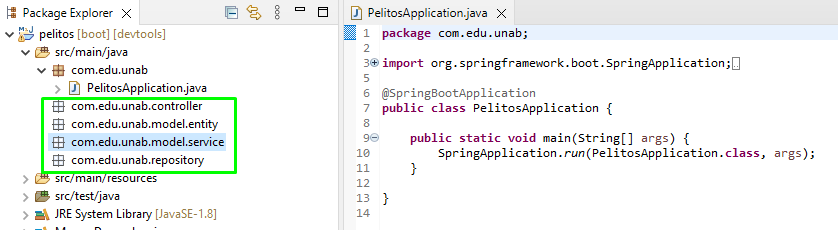 Package Explorer
pelitos [boot] [devtools]
src/main/java
com.edu.unab
PelitosApplication.java
com.edu.unab.controller
com.edu.unab.model.entity
com.edu.unab.model.service
com.edu.unab.repository
src/main/resources
src/test/java
JRE System Library [JavaSE-1.8]
PelitosApplication.java
1 package com.edu.unab;
2
3 import org.springframework.boot.SpringApplication;
5
6 @SpringBootApplication
7 public class PelitosApplication {
8
9 public static void main(String[] args) {
10 SpringApplication.run(PelitosApplication.class, args);
11 }
12
13 }
14